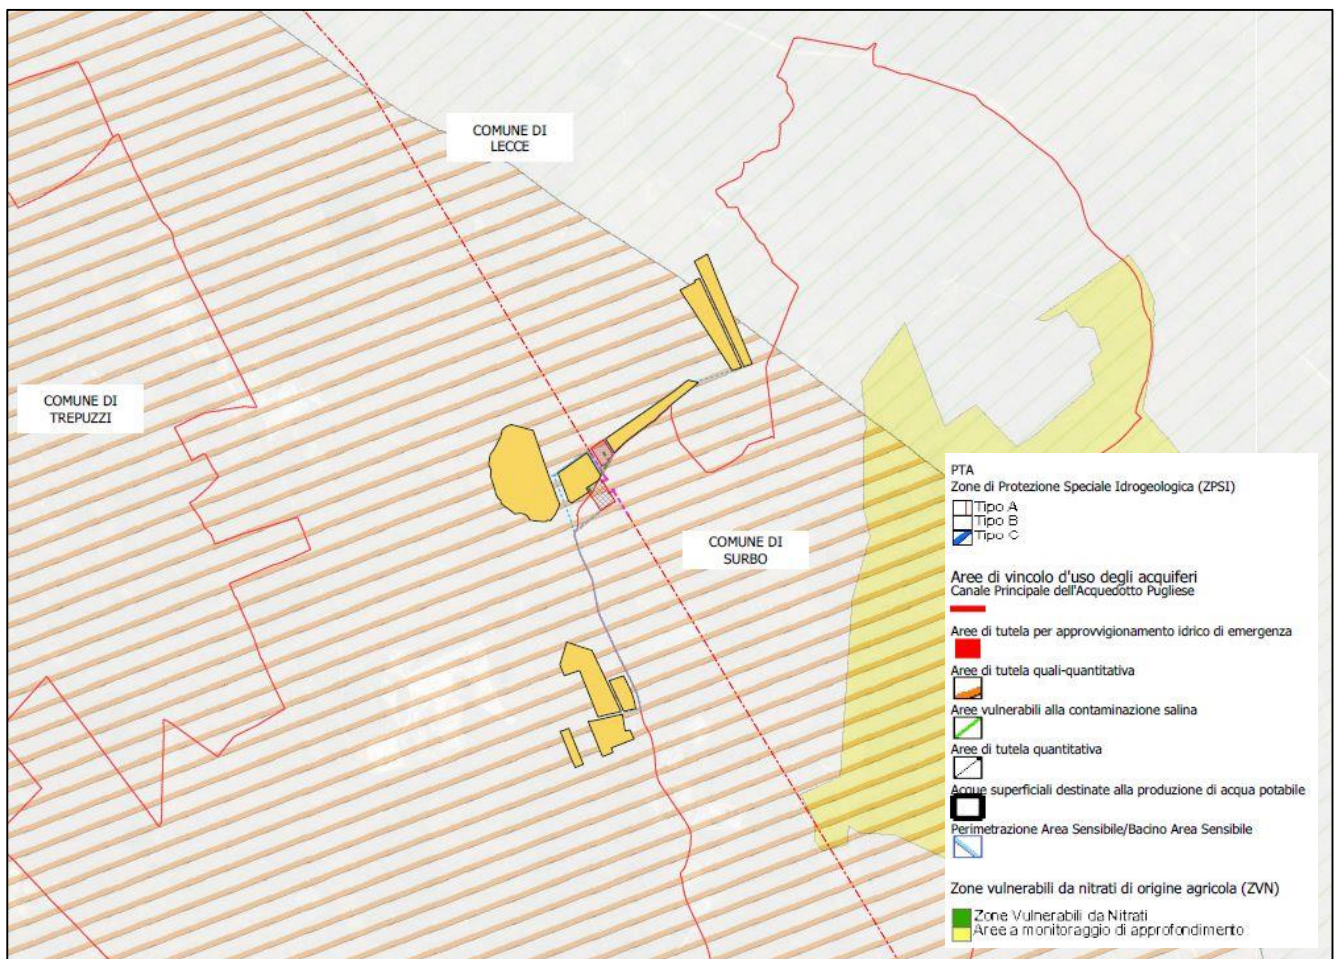 COMUNE DI
LECCE
COMUNE DI
TREPUZZI
COMUNE DI
SURBO
PTA
Zone di Protezione Speciale Idrogeologica (ZPSI)
Tipo A
Tipo B
Tipo C
Aree di vincolo d'uso degli acquiferi
Canale Principale dell'Acquedotto Pugliese
Aree di tutela per approvvigionamento idrico di emergenza
Aree di tutela quali-quantitativa
Aree vulnerabili alla contaminazione salina
Aree di tutela quantitativa
Acque superficiali destinate alla produzione di acqua potabile
Perimetrazione Area Sensibile/Bacino Area Sensibile
Zone vulnerabili da nitrati di origine agricola (ZVN)
Zone Vulnerabili da Nitrati
Aree a monitoraggio di approfondimento